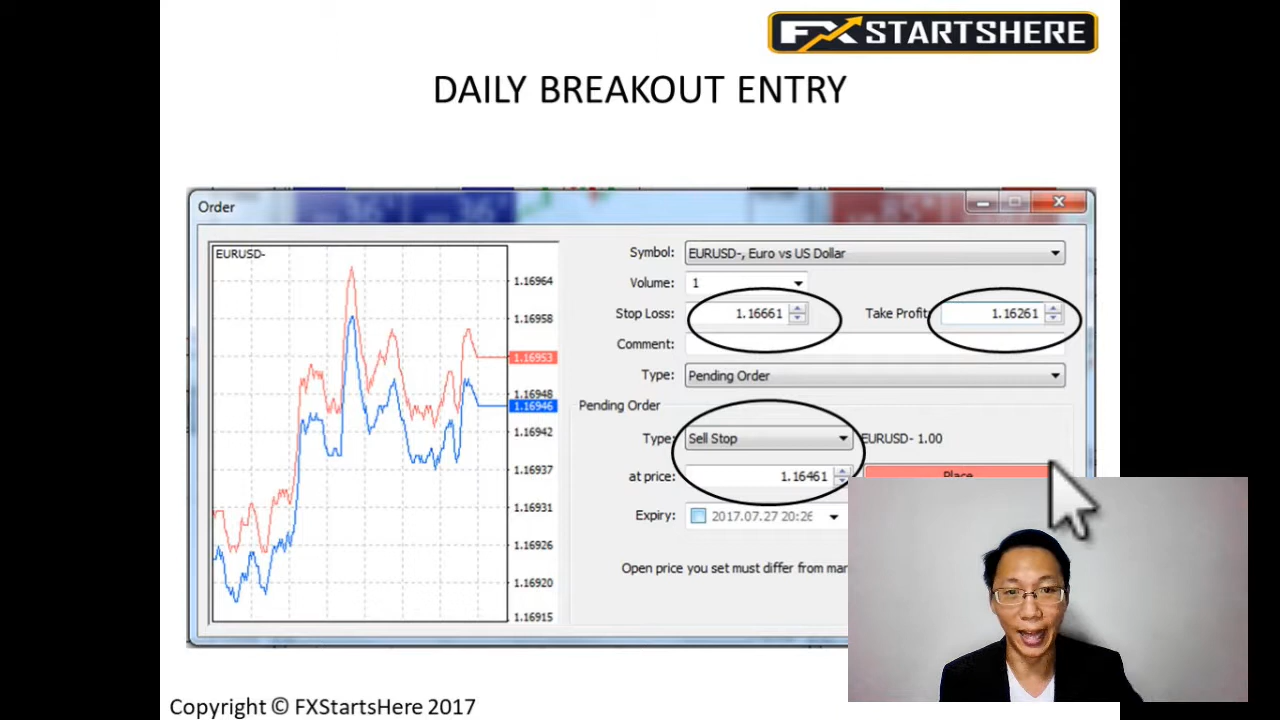 FXSTARTSHERE
DAILY BREAKOUT ENTRY
Order
EURUSD-
1.16964
1.16958
1.16953
1.16948
1.16946
1.16942
1.16937
1.16931
1.16926
1.16920
1.16915
Symbol: EURUSD-, Euro vs US Dollar
Volume: 1
Stop Loss: 1.16661 Take Profit: 1.16261
Comment:
Type: Pending Order
Pending Order
Type: Sell Stop EURUSD- 1.00
at price: 1.16461 Place
Expiry: 2017.07.27 20:26
Open price you set must differ from mar
Copyright © FXStartsHere 2017